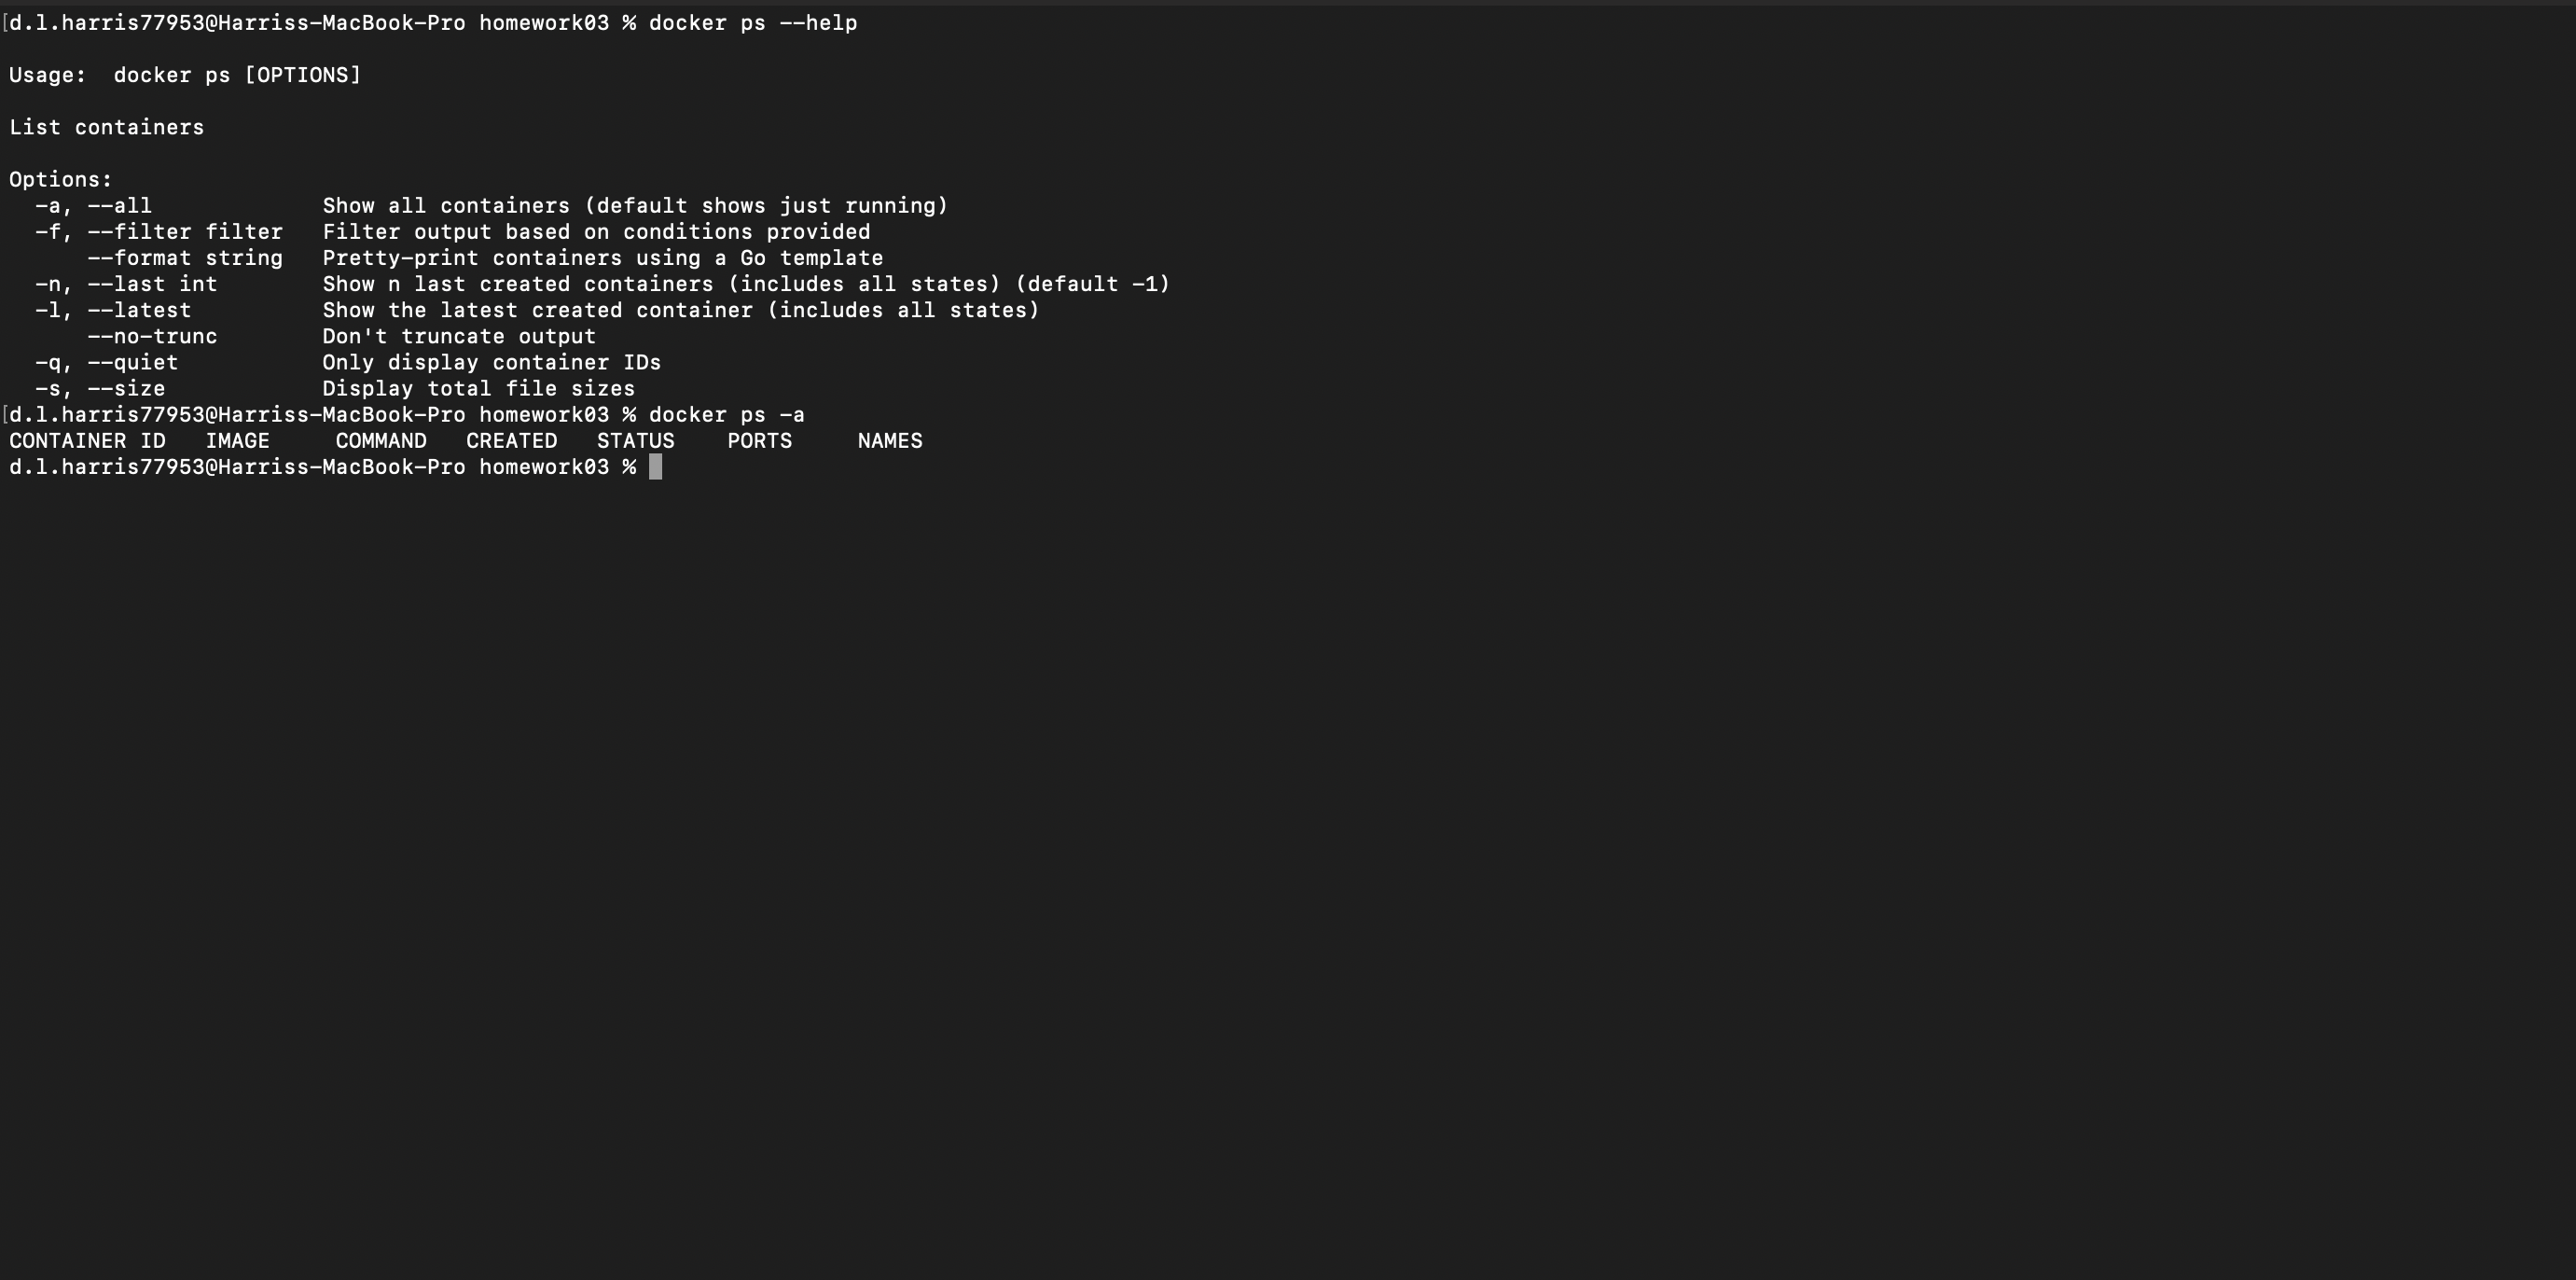 [d.l.harris77953@Harriss-MacBook-Pro homework03 % docker ps --help
Usage:  docker ps [OPTIONS]
List containers
Options:
  -a, --all             Show all containers (default shows just running)
  -f, --filter filter   Filter output based on conditions provided
      --format string   Pretty-print containers using a Go template
  -n, --last int        Show n last created containers (includes all states) (default -1)
  -l, --latest          Show the latest created container (includes all states)
      --no-trunc        Don't truncate output
  -q, --quiet           Only display container IDs
  -s, --size            Display total file sizes
[d.l.harris77953@Harriss-MacBook-Pro homework03 % docker ps -a
CONTAINER ID   IMAGE     COMMAND   CREATED   STATUS    PORTS     NAMES
d.l.harris77953@Harriss-MacBook-Pro homework03 %